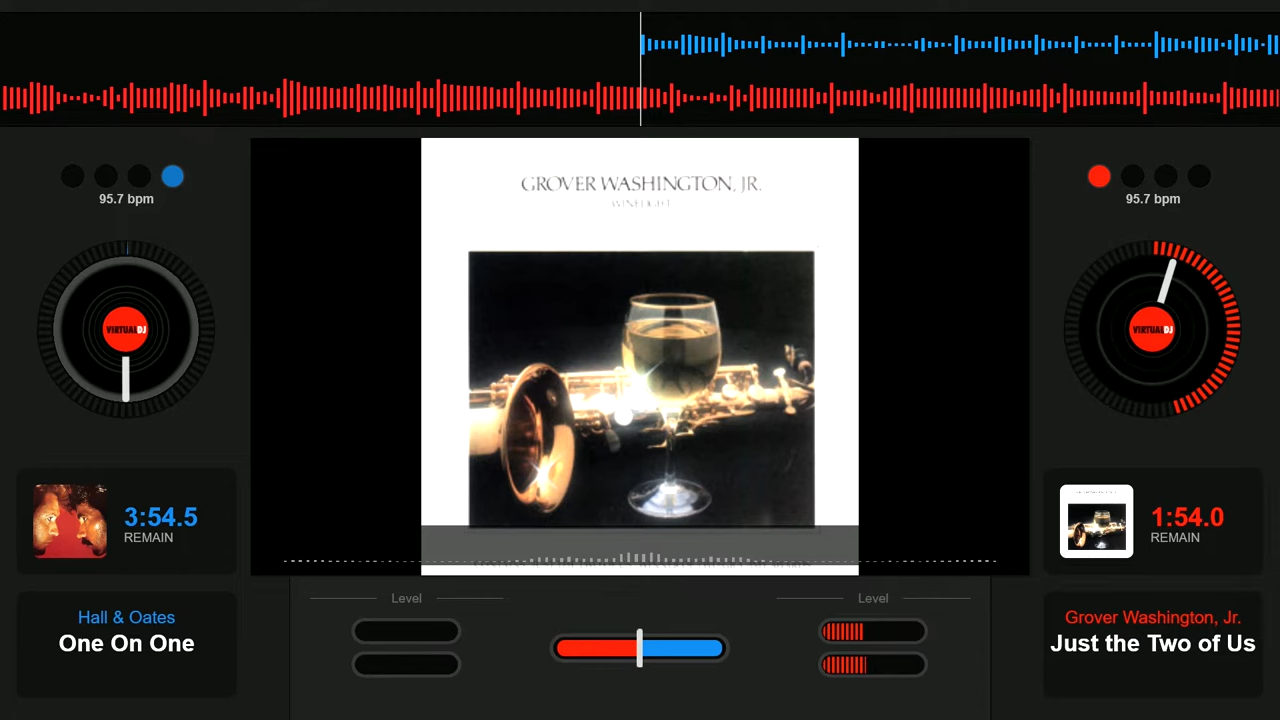 GROVER WASHINGTON, JR.
WINELIGHT
95.7 bpm
95.7 bpm
VIRTUALDJ
VIRTUALDJ
3:54.5
REMAIN
1:54.0
REMAIN
Level
Level
Hall & Oates
One On One
Grover Washington, Jr.
Just the Two of Us